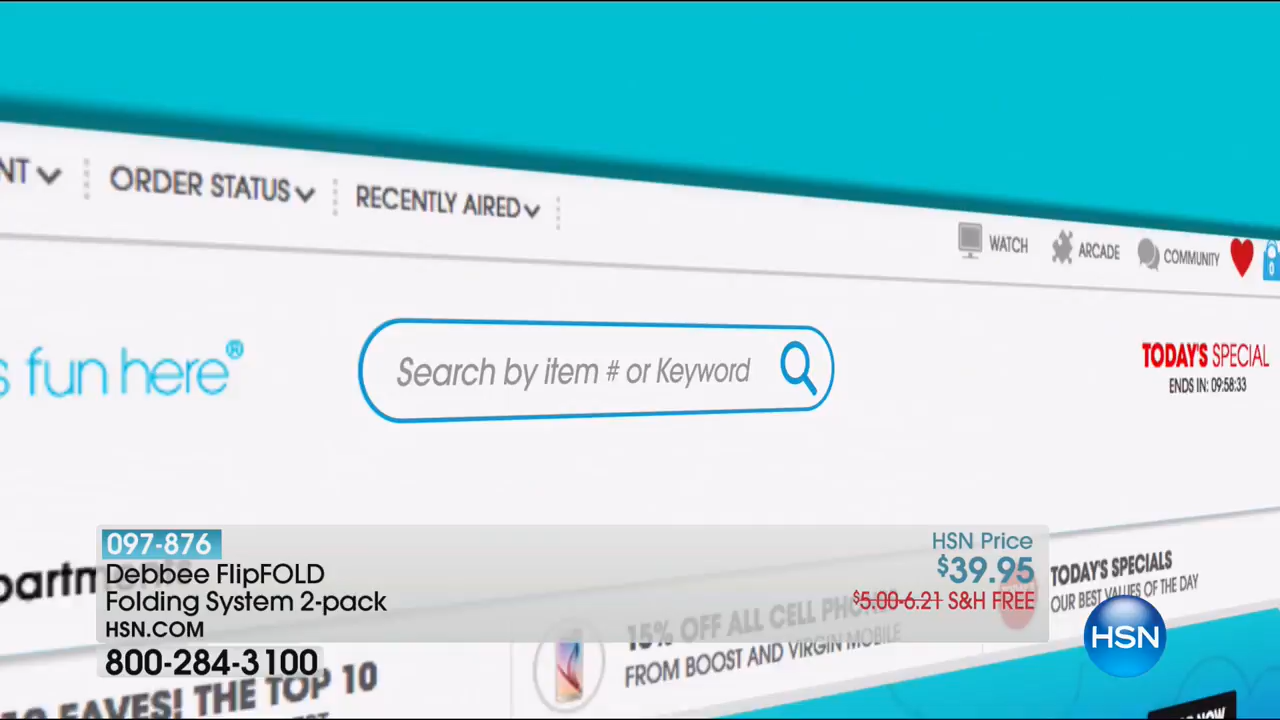 NT
ORDER STATUS
RECENTLY AIRED
WATCH
ARCADE
COMMUNITY
s fun here®
Search by item # or Keyword
TODAY'S SPECIAL
ENDS IN: 09:58:33
097-876
Debbee FlipFOLD
Folding System 2-pack
HSN.COM
800-284-3100
HSN Price
$39.95
$5.00-6.21 S&H FREE
TODAY'S SPECIALS
OUR BEST VALUES OF THE DAY
HSN
15% OFF ALL CELL PHON
FROM BOOST AND VIRGIN MOBILE
FAVES! THE TOP 10